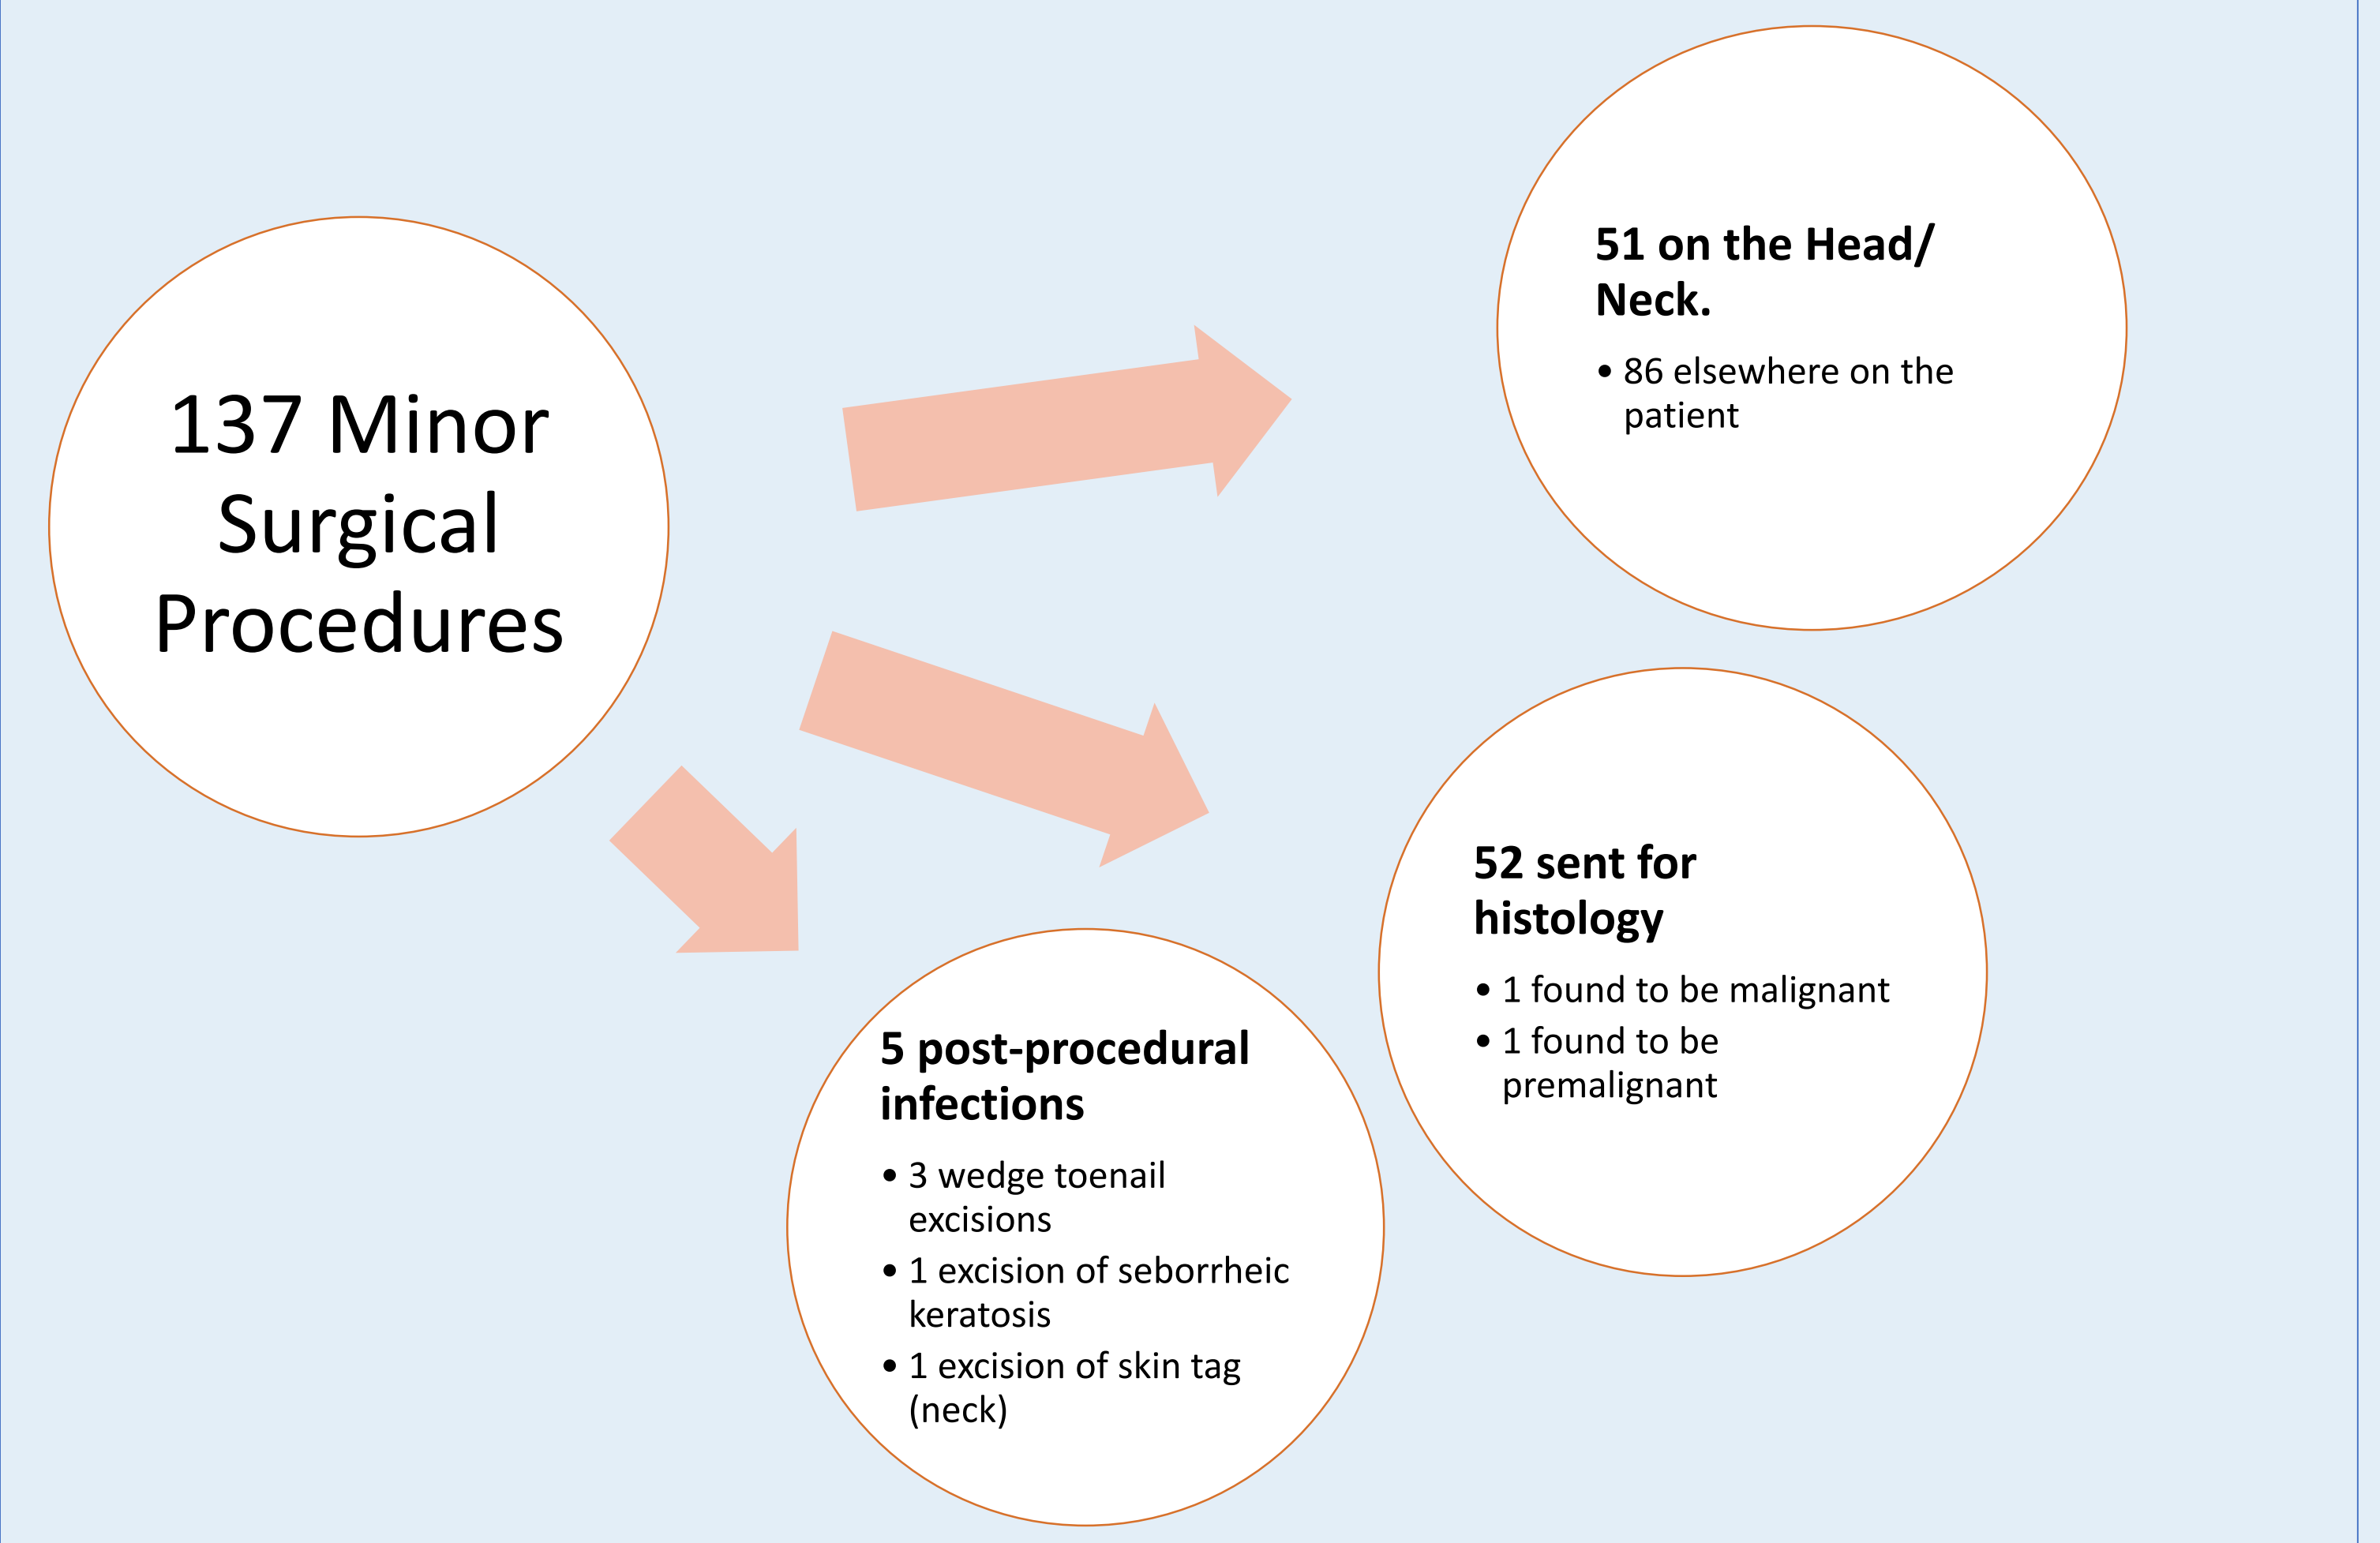 137 Minor
Surgical
Procedures
51 on the Head/
Neck.
• 86 elsewhere on the
patient
52 sent for
histology
• 1 found to be malignant
• 1 found to be
premalignant
5 post-procedural
infections
• 3 wedge toenail
excisions
• 1 excision of seborrheic
keratosis
• 1 excision of skin tag
(neck)